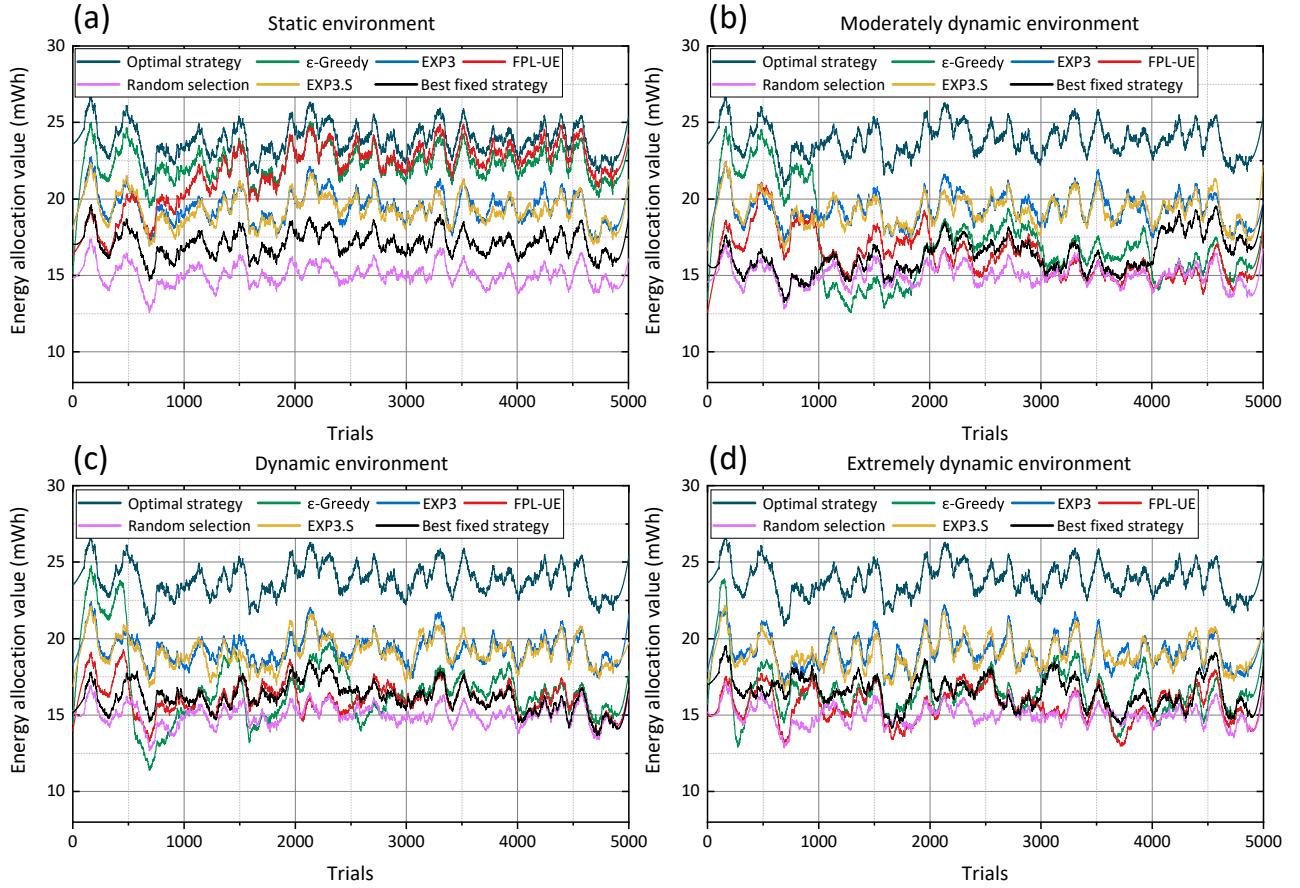 (a)
Static environment
Energy allocation value (mWh)
30
25
20
15
10
Optimal strategy ε-Greedy EXP3 FPL-UE
Random selection EXP3.S Best fixed strategy
0 1000 2000 3000 4000 5000
Trials
(b)
Moderately dynamic environment
Energy allocation value (mWh)
30
25
20
15
10
Optimal strategy ε-Greedy EXP3 FPL-UE
Random selection EXP3.S Best fixed strategy
0 1000 2000 3000 4000 5000
Trials
(c)
Dynamic environment
Energy allocation value (mWh)
30
25
20
15
10
Optimal strategy ε-Greedy EXP3 FPL-UE
Random selection EXP3.S Best fixed strategy
0 1000 2000 3000 4000 5000
Trials
(d)
Extremely dynamic environment
Energy allocation value (mWh)
30
25
20
15
10
Optimal strategy ε-Greedy EXP3 FPL-UE
Random selection EXP3.S Best fixed strategy
0 1000 2000 3000 4000 5000
Trials